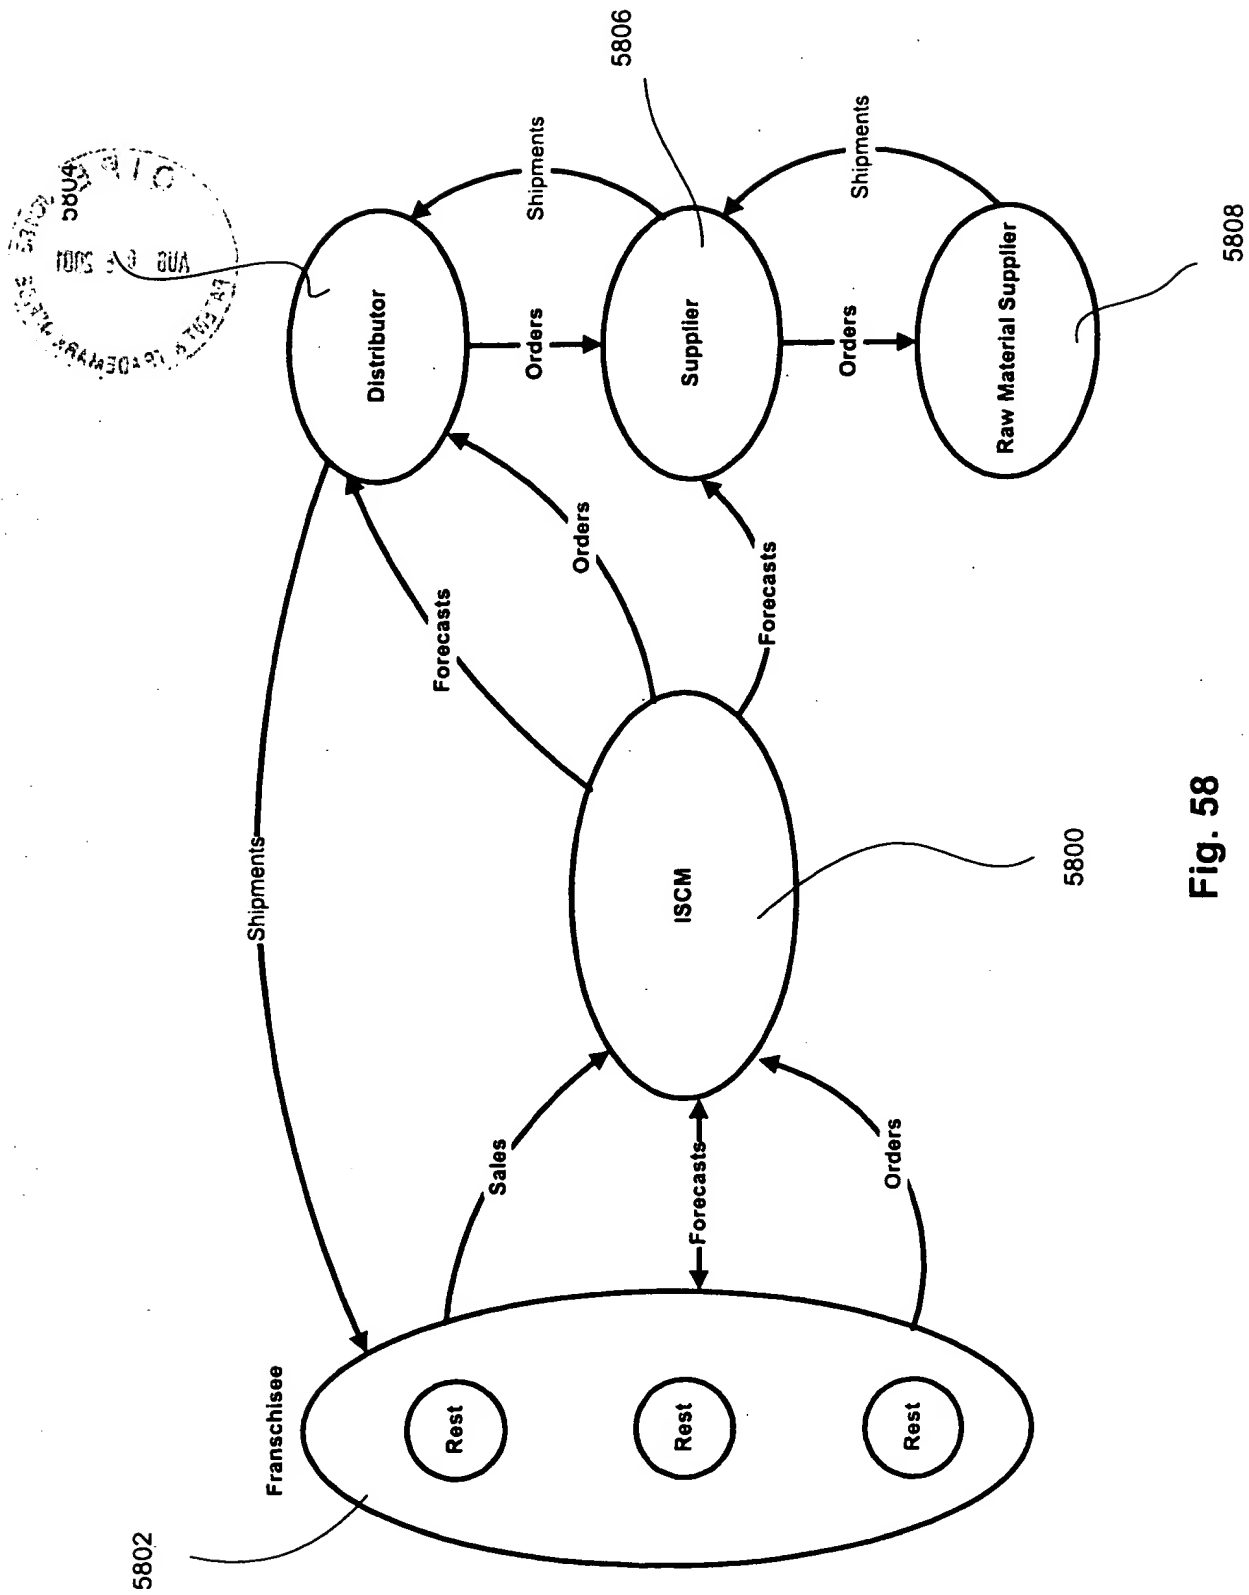 5802
Franschisee
Rest
Rest
Rest
Shipments
Sales
Forecasts
Orders
ISCM
5800
Forecasts
Orders
Forecasts
Distributor
5804
Orders
Shipments
Supplier
5806
Orders
Shipments
Raw Material Supplier
5808
Fig. 58